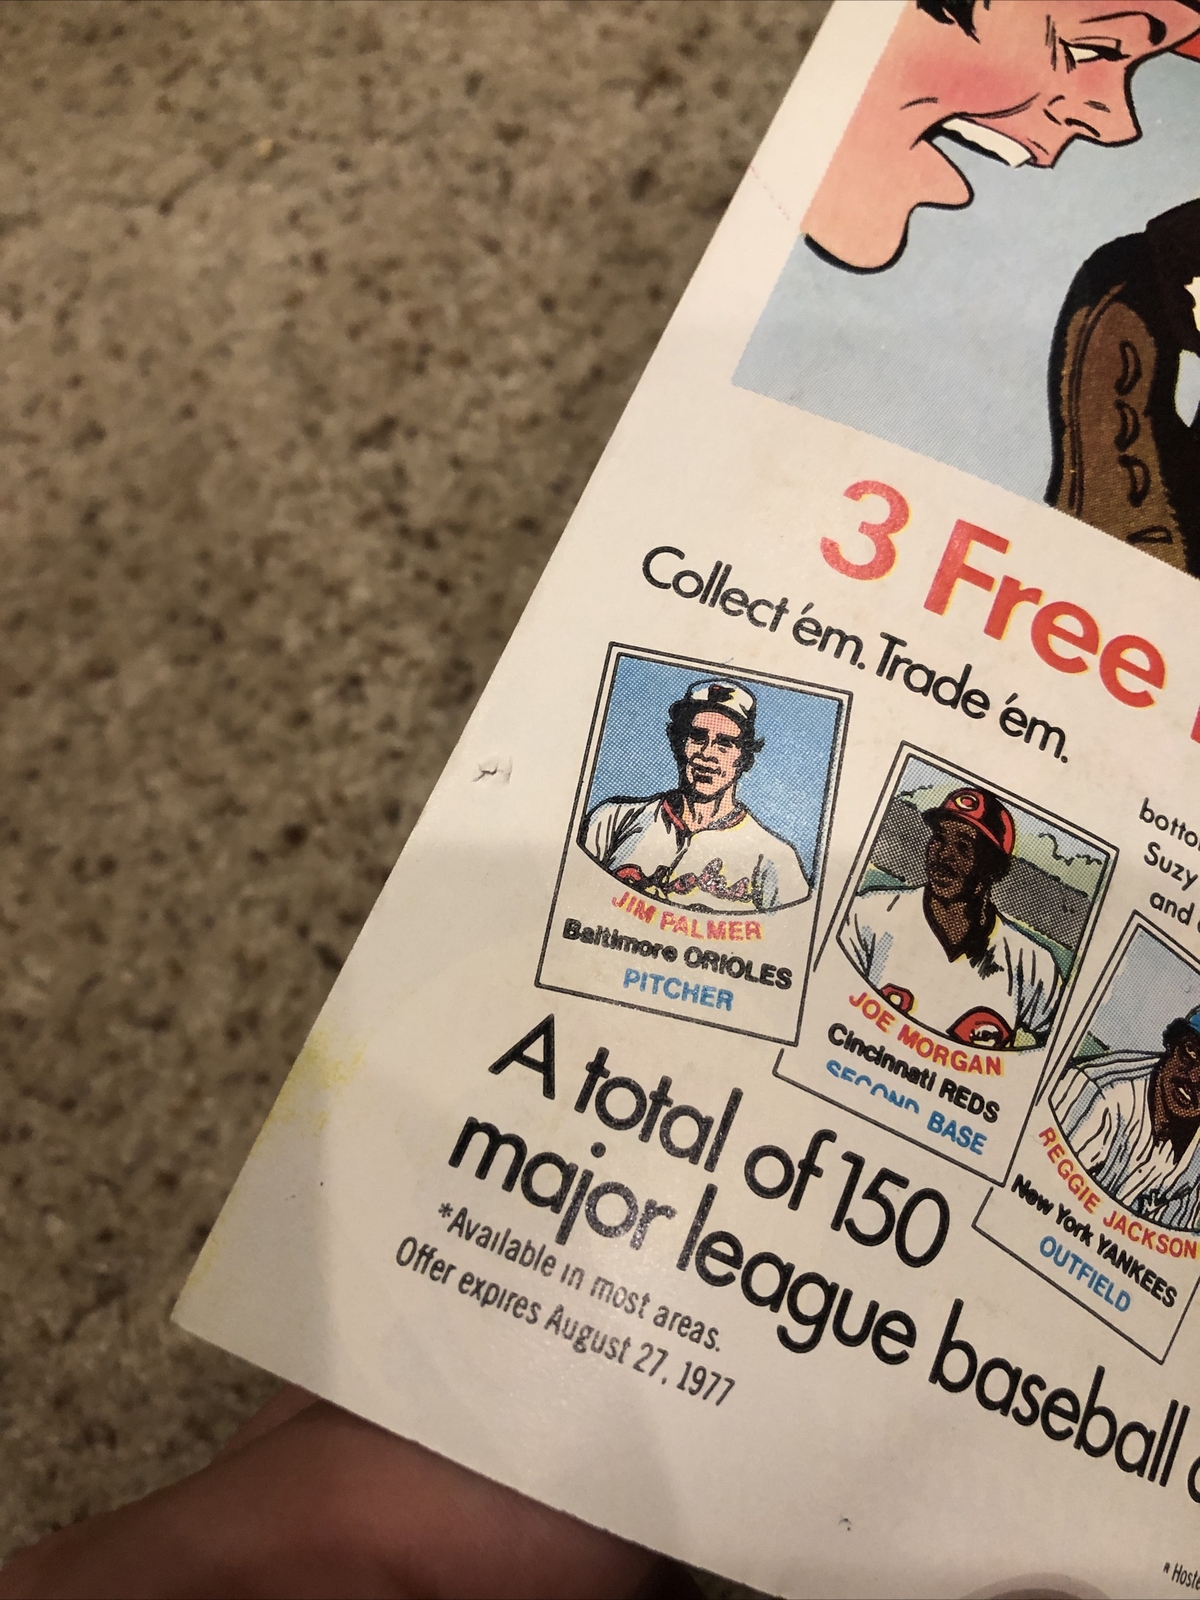 3 Free
Collect 'em. Trade 'em.
botto
Suzy
and
JIM PALMER
Baltimore ORIOLES
PITCHER
JOE MORGAN
Cincinnati REDS
SECOND BASE
REGGIE JACKSON
New York YANKEES
OUTFIELD
A total of 150
major league baseball
*Available in most areas.
Offer expires August 27, 1977
Hoste